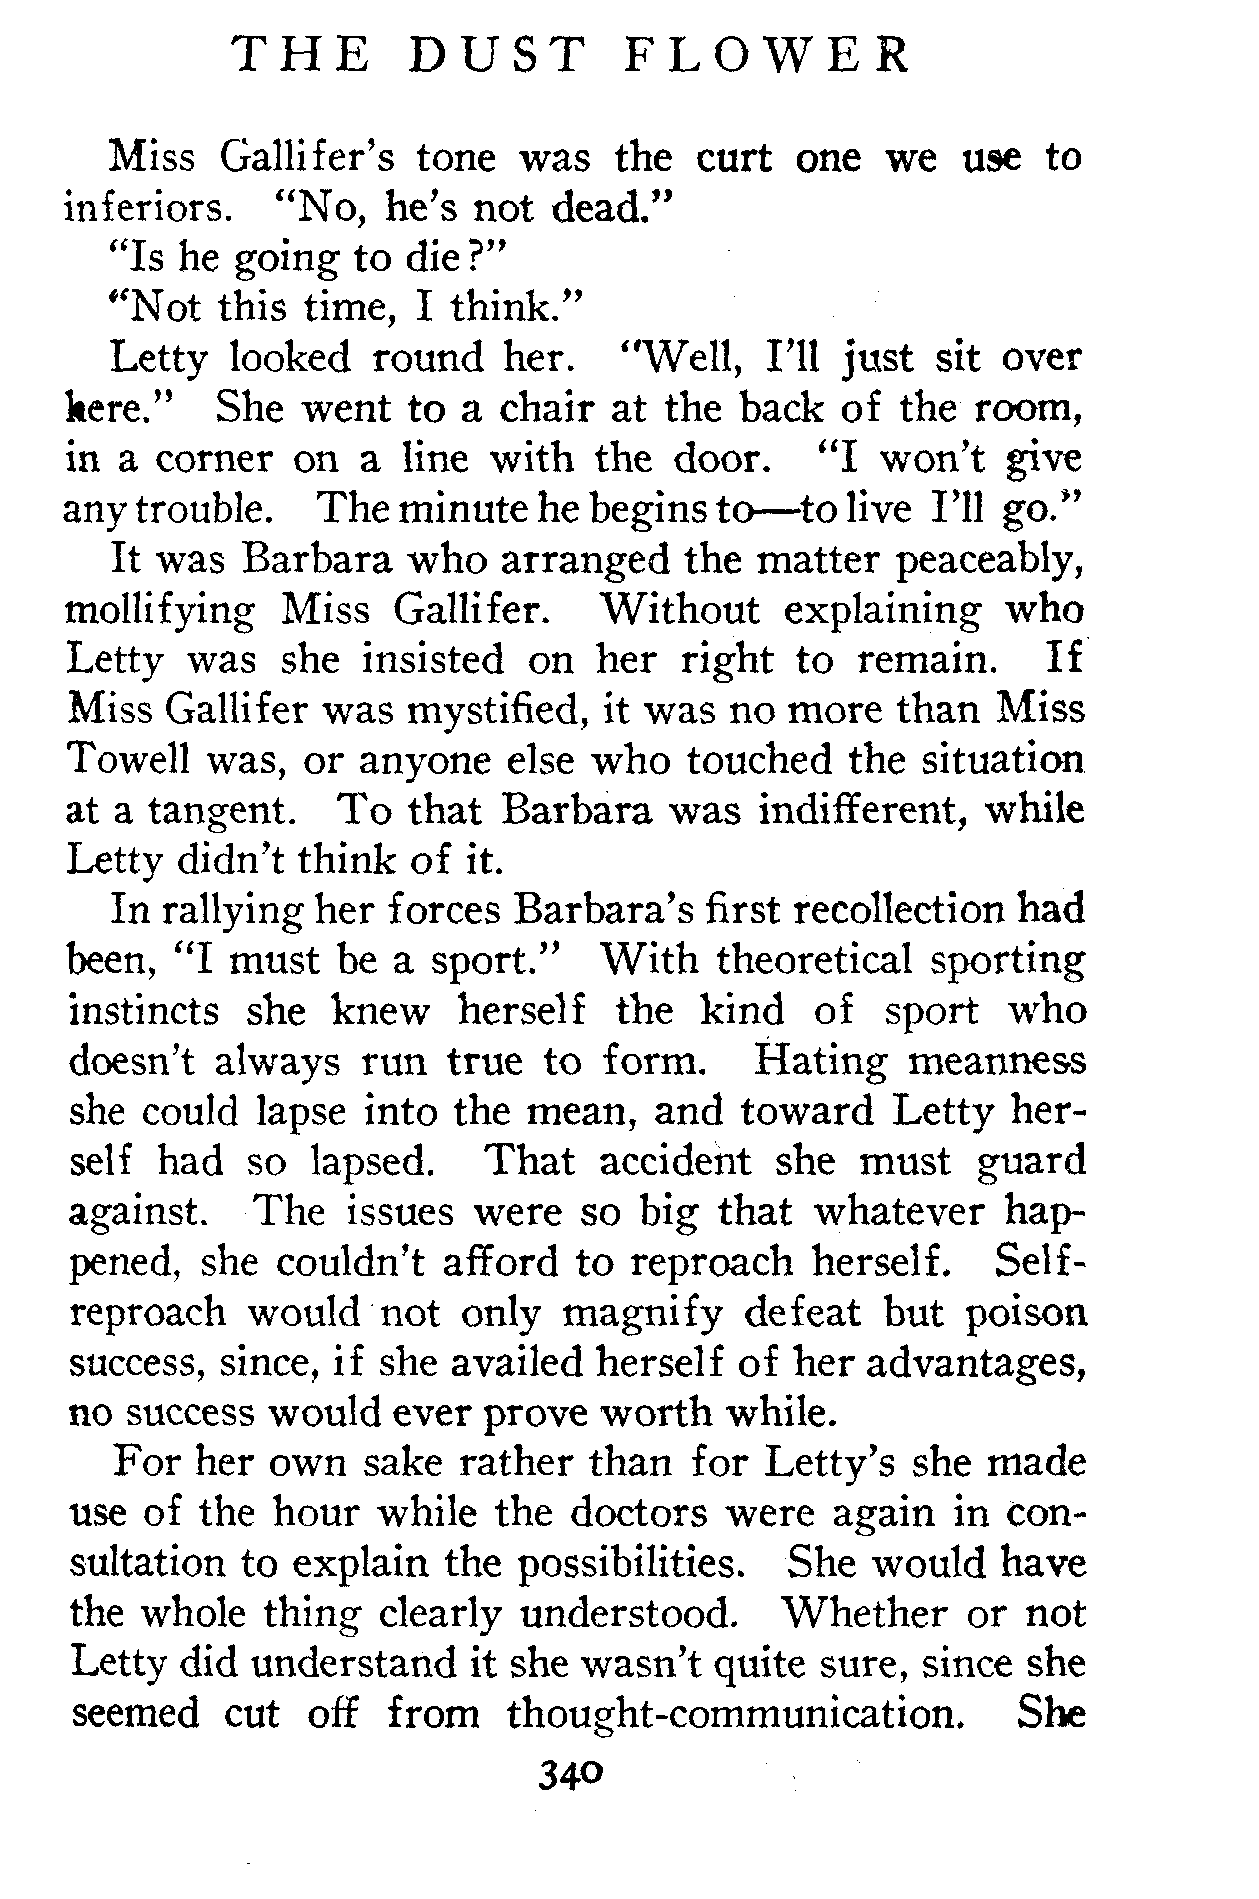 THE DUST FLOWER
Miss Gallifer's tone was the curt one we use to
inferiors. "No, he's not dead."
"Is he going to die?"
"Not this time, I think."
Letty looked round her. "Well, I'll just sit over
here." She went to a chair at the back of the room,
in a corner on a line with the door. "I won't give
any trouble. The minute he begins to—to live I'll go."
It was Barbara who arranged the matter peaceably,
mollifying Miss Gallifer. Without explaining who
Letty was she insisted on her right to remain. If
Miss Gallifer was mystified, it was no more than Miss
Towell was, or anyone else who touched the situation
at a tangent. To that Barbara was indifferent, while
Letty didn't think of it.
In rallying her forces Barbara's first recollection had
been, "I must be a sport." With theoretical sporting
instincts she knew herself the kind of sport who
doesn't always run true to form. Hating meanness
she could lapse into the mean, and toward Letty her-
self had so lapsed. That accident she must guard
against. The issues were so big that whatever hap-
pened, she couldn't afford to reproach herself. Self-
reproach would not only magnify defeat but poison
success, since, if she availed herself of her advantages,
no success would ever prove worth while.
For her own sake rather than for Letty's she made
use of the hour while the doctors were again in con-
sultation to explain the possibilities. She would have
the whole thing clearly understood. Whether or not
Letty did understand it she wasn't quite sure, since she
seemed cut off from thought-communication. She
340